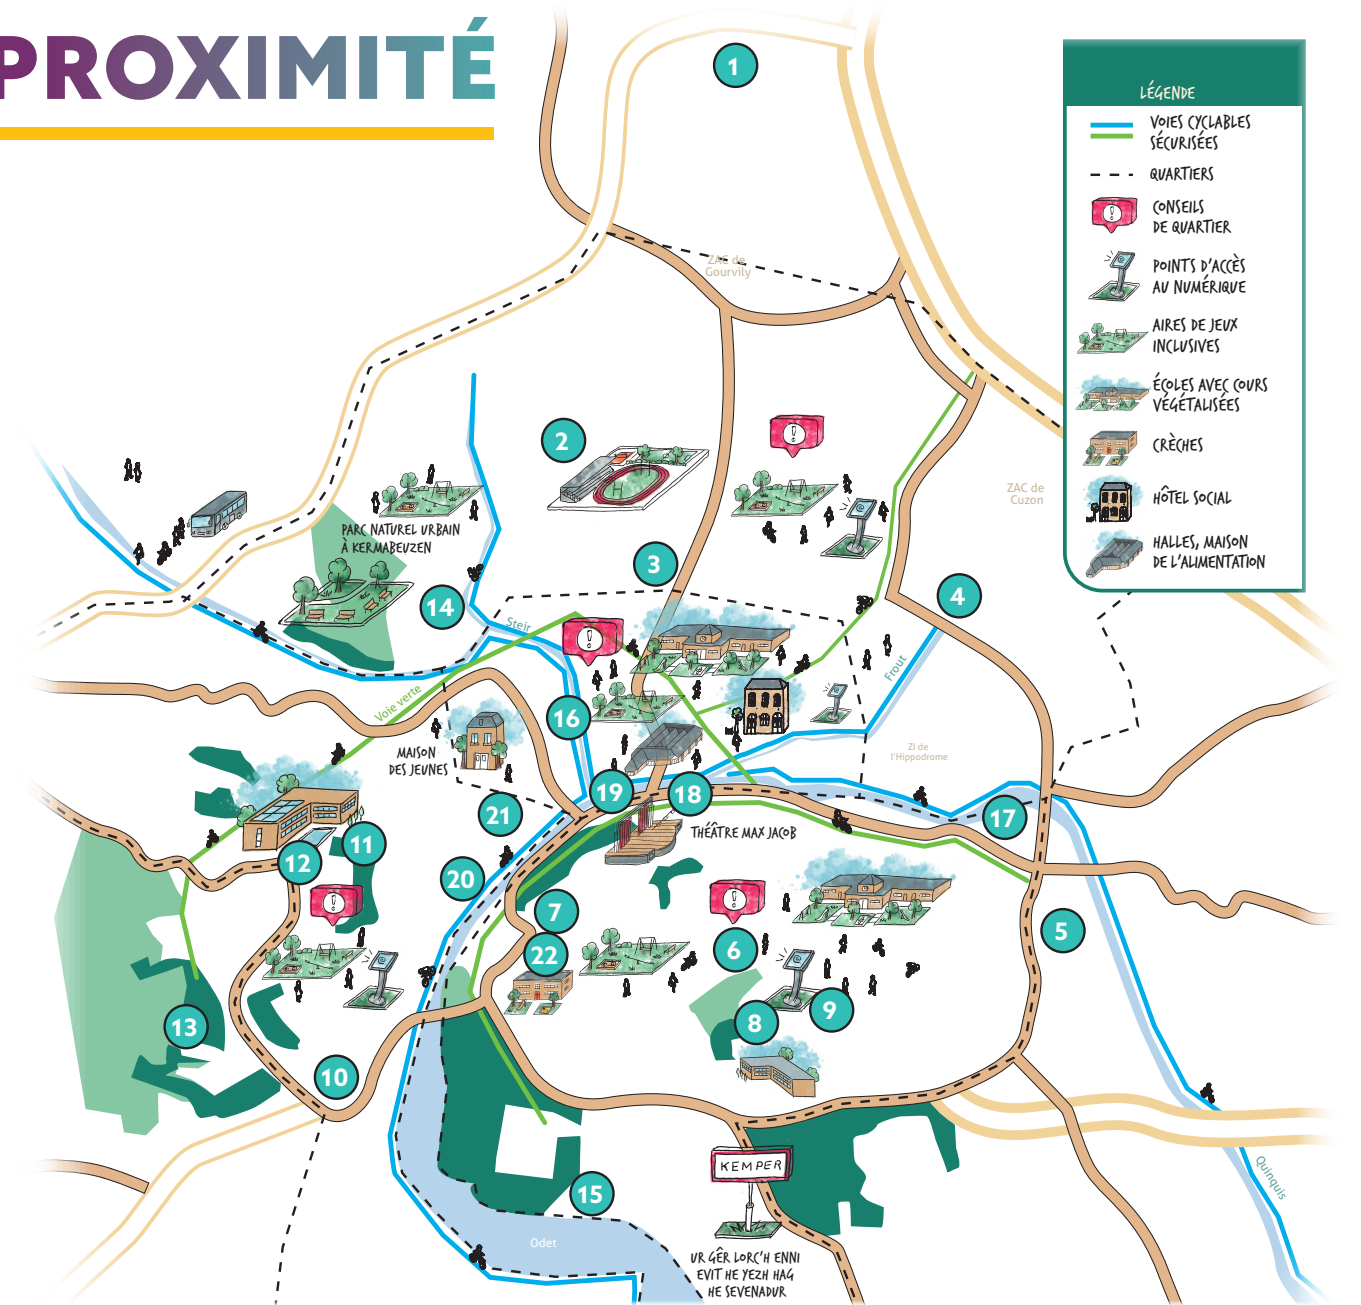 PROXIMITÉ
1
LÉGENDE
VOIES CYCLABLES
SÉCURISÉES
QUARTIERS
CONSEILS
DE QUARTIER
POINTS D'ACCÈS
AU NUMÉRIQUE
AIRES DE JEUX
INCLUSIVES
ÉCOLES AVEC COURS
VÉGÉTALISÉES
CRÈCHES
HÔTEL SOCIAL
HALLES, MAISON
DE L'ALIMENTATION
ZAC de
Gourvily
2
ZAC de
Cuzon
PARC NATUREL URBAIN
À KERMABEUZEN
3
4
14
Steir
Frout
Voie verte
16
MAISON
DES JEUNES
ZI de
l'Hippodrome
19
18
21
17
THÉÂTRE MAX JACOB
11
12
20
7
5
6
22
9
8
13
10
KEMPER
15
Quinquis
Odet
UR GÊR LORC'H ENNI
EVIT HE YEZH HAG
HE SEVENADUR